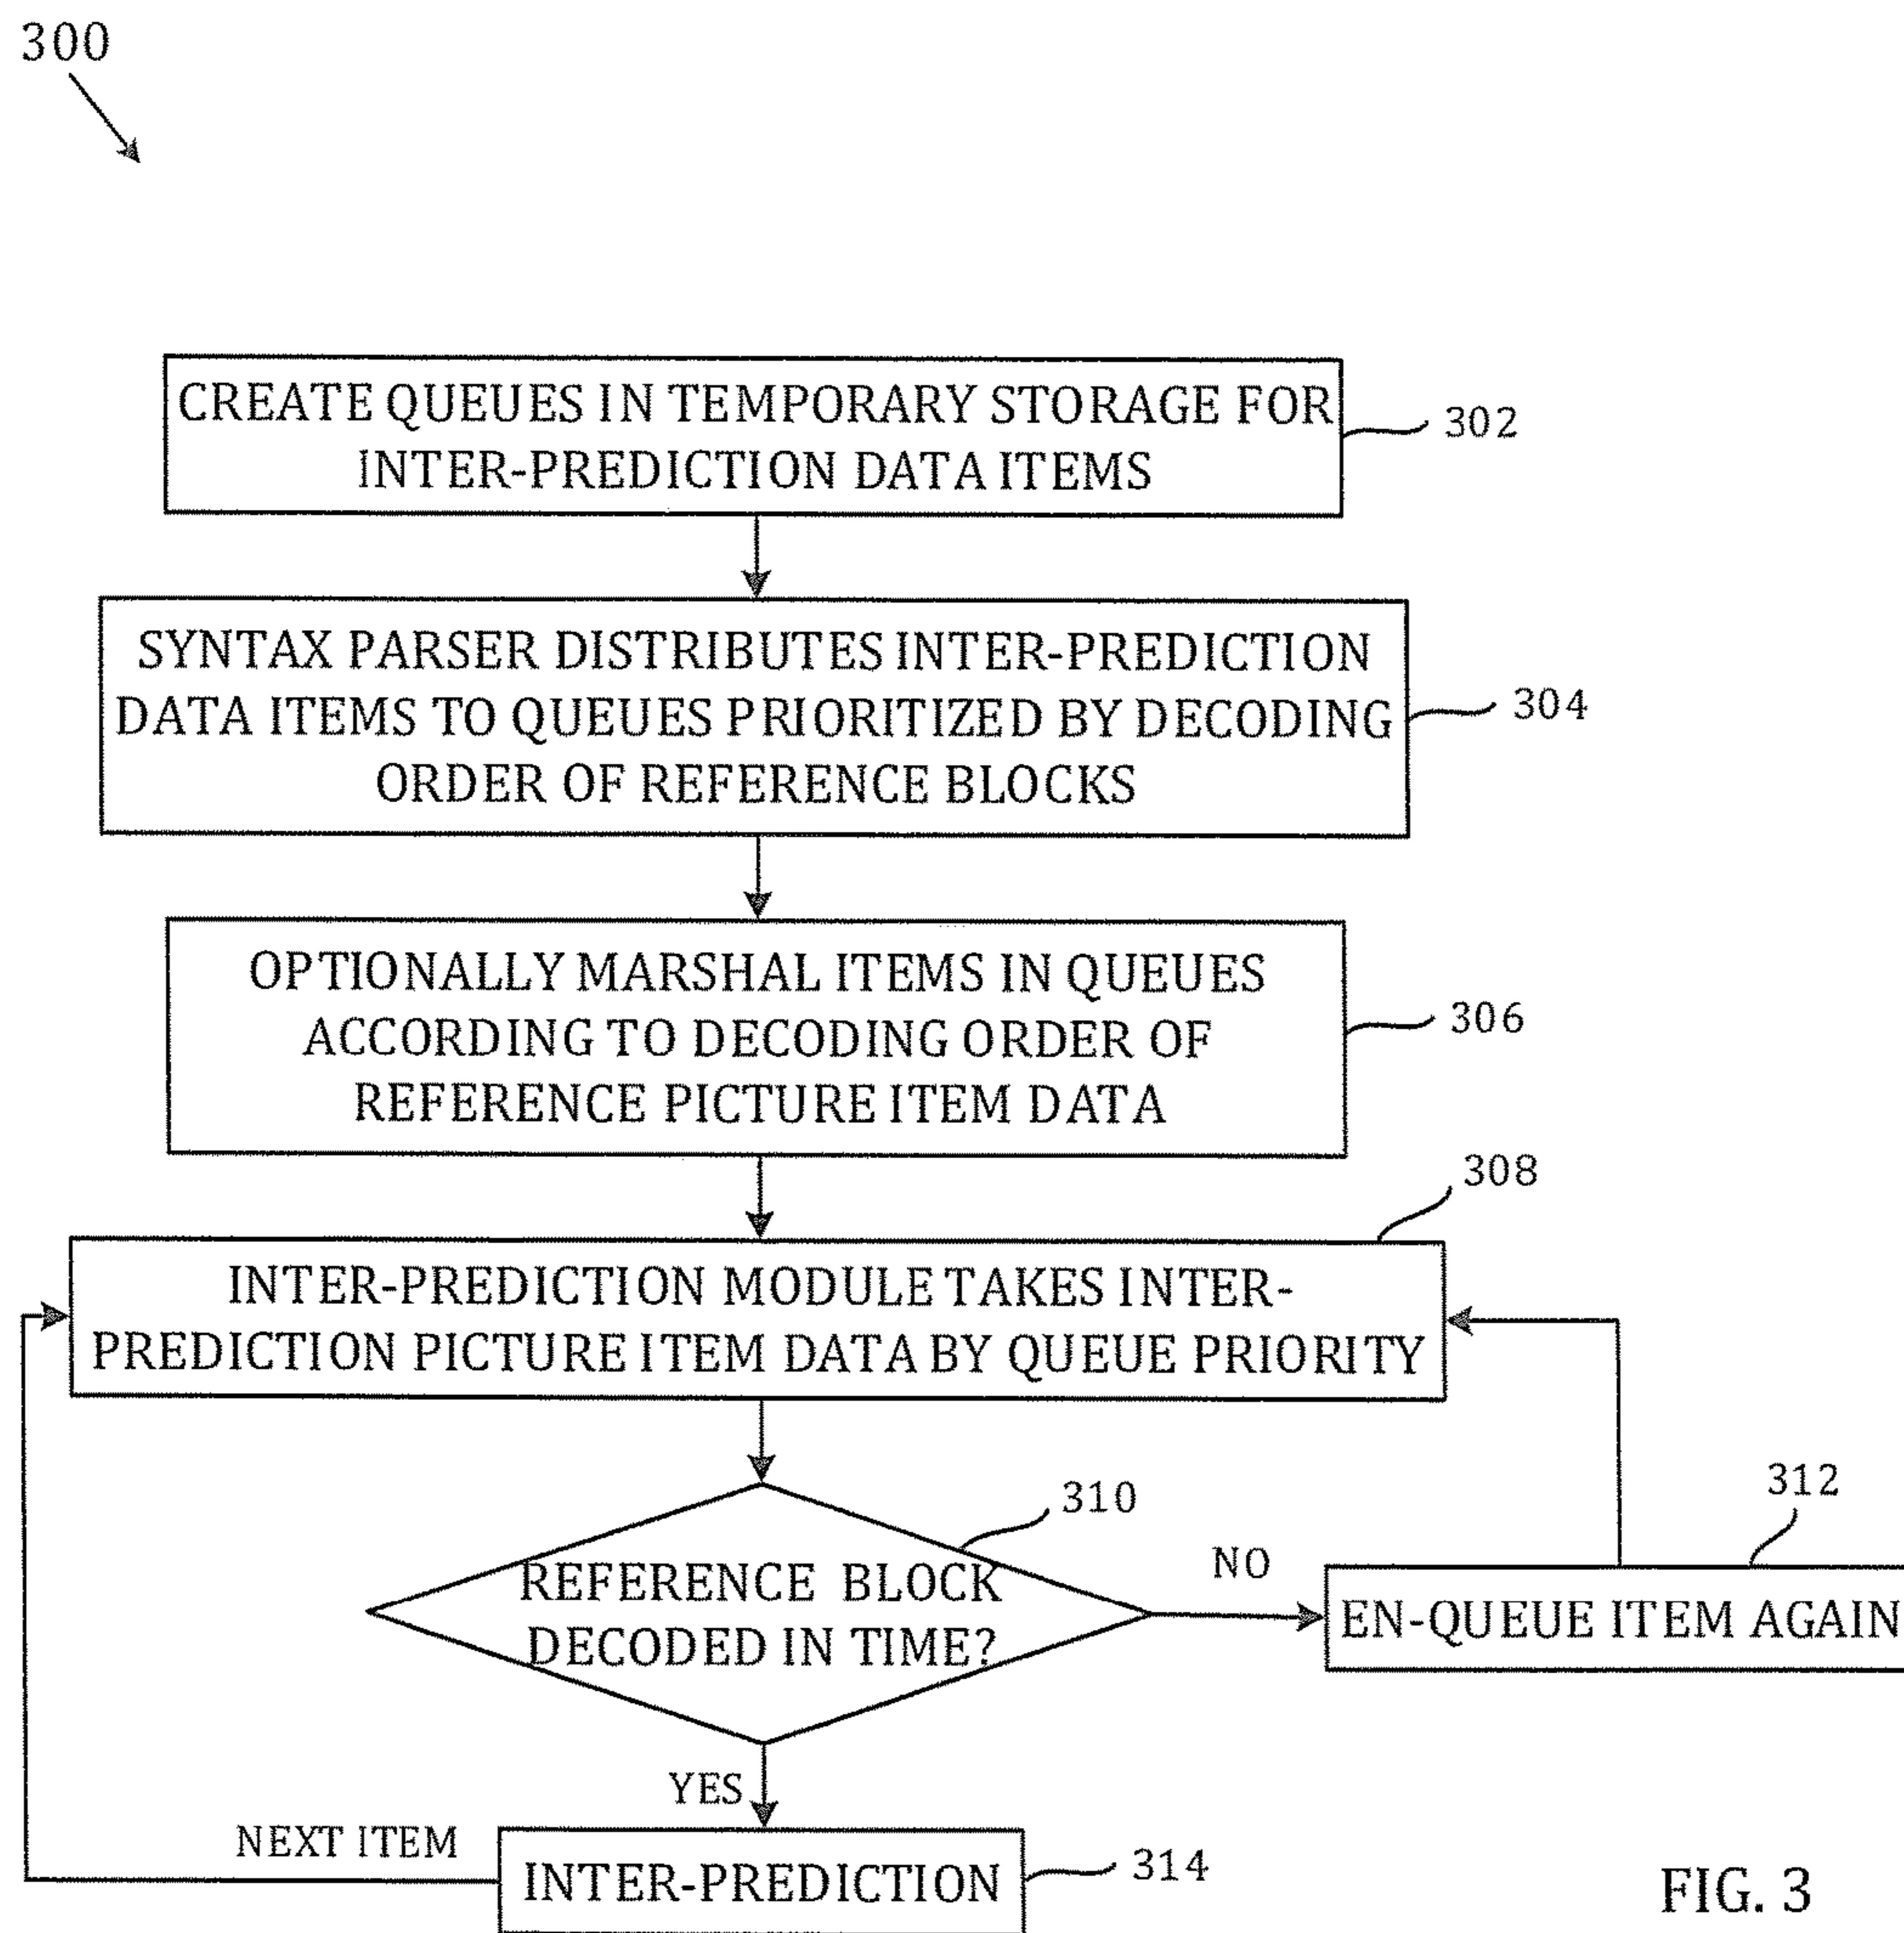 300
CREATE QUEUES IN TEMPORARY STORAGE FOR
INTER-PREDICTION DATA ITEMS
302
SYNTAX PARSER DISTRIBUTES INTER-PREDICTION
DATA ITEMS TO QUEUES PRIORITIZED BY DECODING
ORDER OF REFERENCE BLOCKS
304
OPTIONALLY MARSHAL ITEMS IN QUEUES
ACCORDING TO DECODING ORDER OF
REFERENCE PICTURE ITEM DATA
306
308
INTER-PREDICTION MODULE TAKES INTER-
PREDICTION PICTURE ITEM DATA BY QUEUE PRIORITY
310
REFERENCE BLOCK
DECODED IN TIME?
NO
312
EN-QUEUE ITEM AGAIN
YES
NEXT ITEM
INTER-PREDICTION
314
FIG. 3